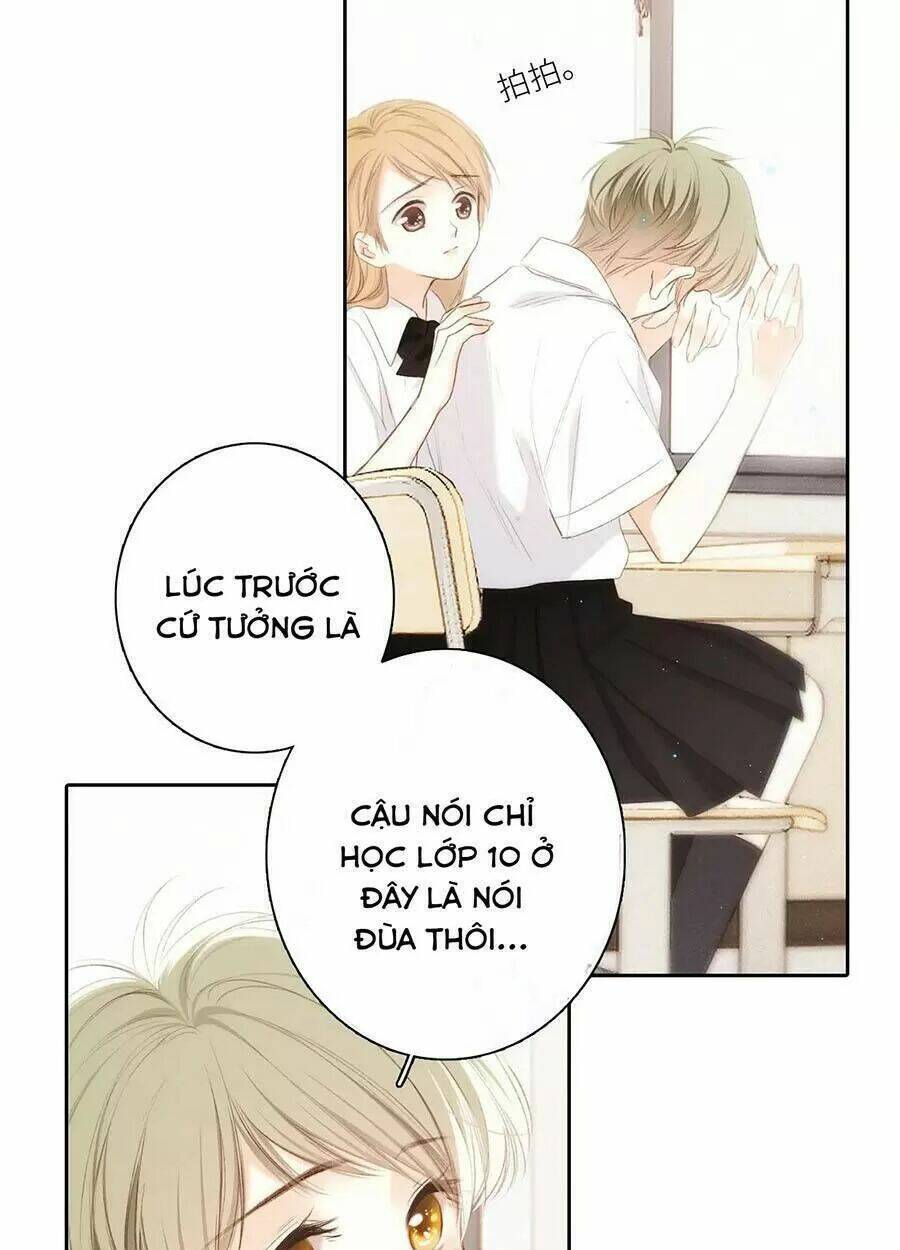 拍拍。
LÚC TRƯỚC
CỨ TƯỞNG LÀ
CẬU NÓI CHỈ
HỌC LỚP 10 Ở
ĐÂY LÀ NÓI
ĐÙA THÔI...